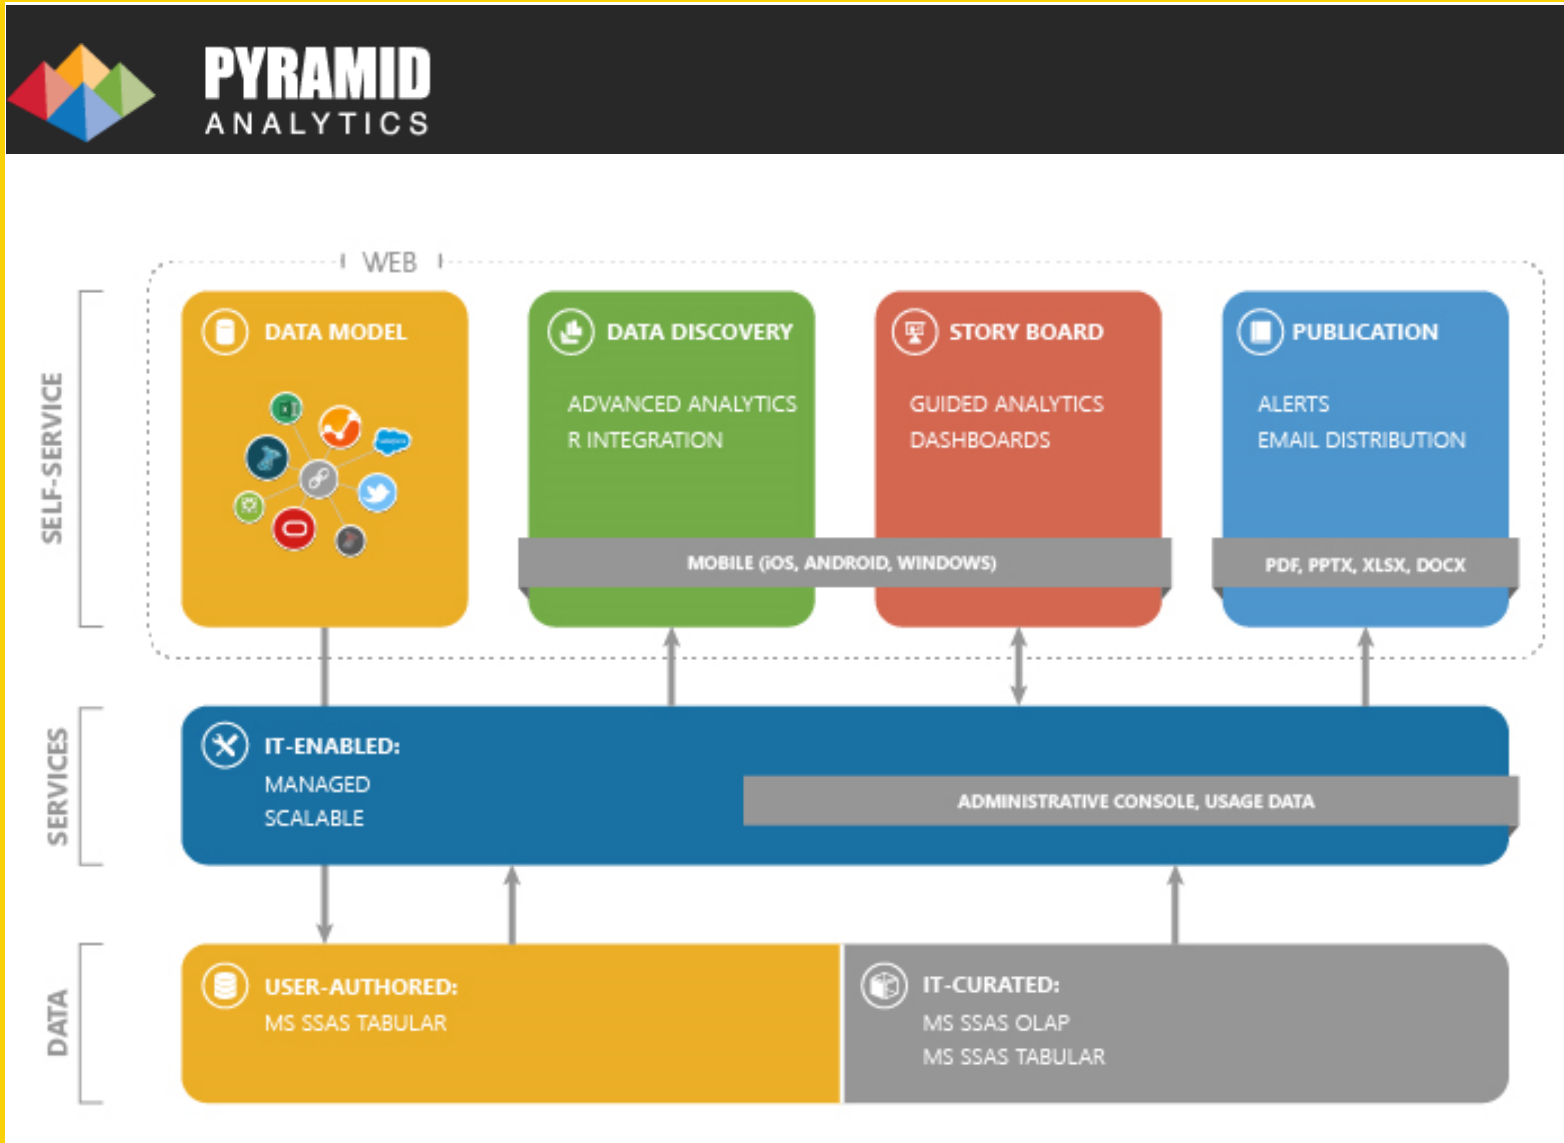 PYRAMID
ANALYTICS
WEB
SELF-SERVICE
DATA MODEL
DATA DISCOVERY
ADVANCED ANALYTICS
R INTEGRATION
STORY BOARD
GUIDED ANALYTICS
DASHBOARDS
PUBLICATION
ALERTS
EMAIL DISTRIBUTION
MOBILE (iOS, ANDROID, WINDOWS)
PDF, PPTX, XLSX, DOCX
SERVICES
IT-ENABLED:
MANAGED
SCALABLE
ADMINISTRATIVE CONSOLE, USAGE DATA
DATA
USER-AUTHORED:
MS SSAS TABULAR
IT-CURATED:
MS SSAS OLAP
MS SSAS TABULAR